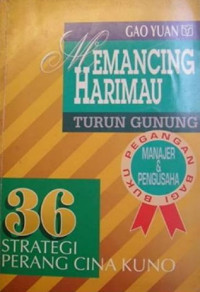 GAO YUAN
MEMANCING
HARIMAU
TURUN GUNUNG
BUKU PEGANGAN BAGI
MANAJER
&
PENGUSAHA
36
STRATEGI
PERANG CINA KUNO